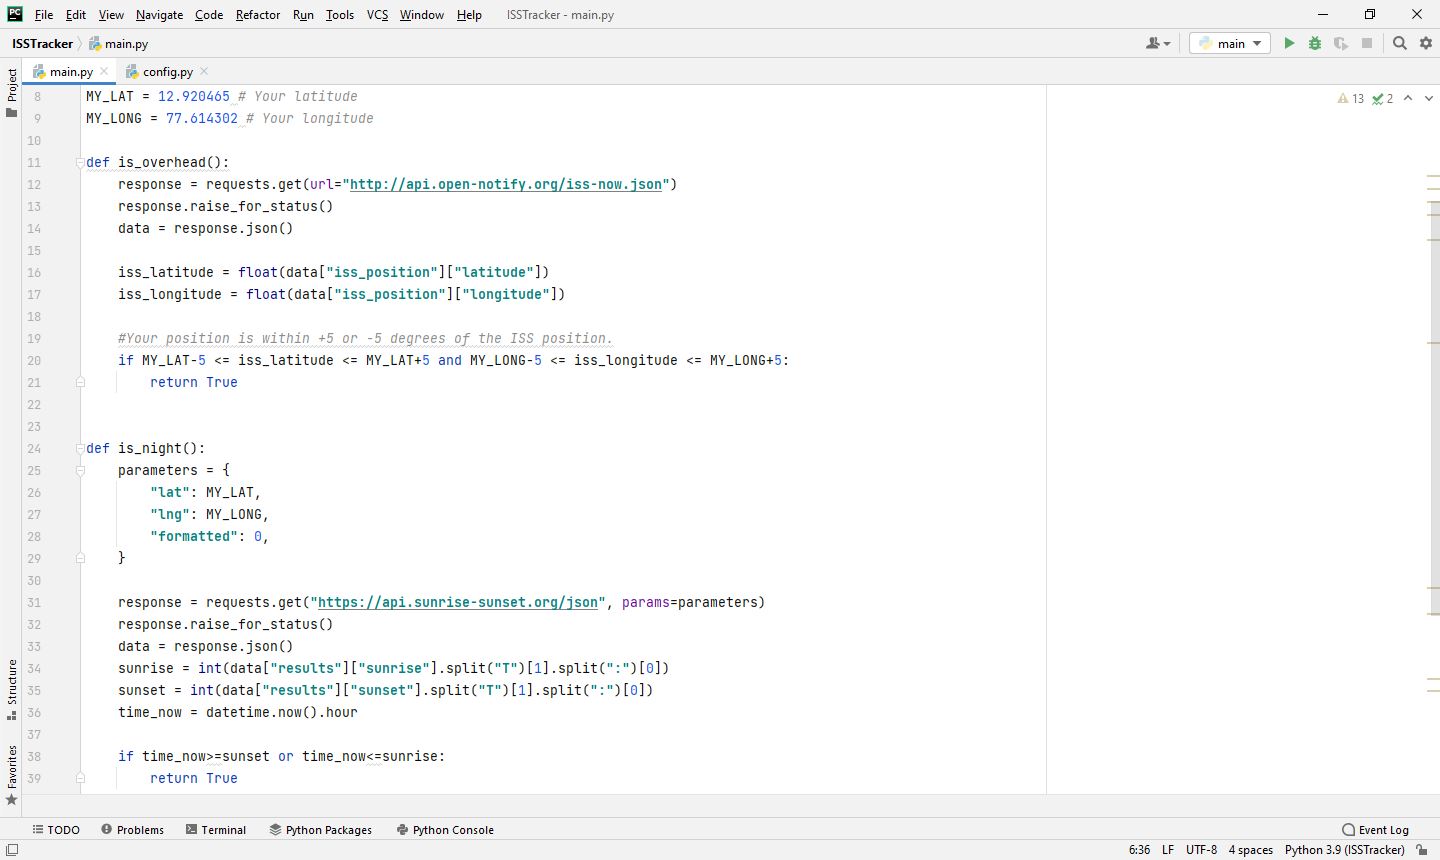 PC File Edit View Navigate Code Refactor Run Tools VCS Window Help ISSTracker - main.py
ISSTracker main.py main
Project
main.py config.py
13 2
8 MY_LAT = 12.920465 # Your latitude
9 MY_LONG = 77.614302 # Your longitude
10
11 def is_overhead():
12 response = requests.get(url="http://api.open-notify.org/iss-now.json")
13 response.raise_for_status()
14 data = response.json()
15
16 iss_latitude = float(data["iss_position"]["latitude"])
17 iss_longitude = float(data["iss_position"]["longitude"])
18
19 #Your position is within +5 or -5 degrees of the ISS position.
20 if MY_LAT-5 <= iss_latitude <= MY_LAT+5 and MY_LONG-5 <= iss_longitude <= MY_LONG+5:
21 return True
22
23
24 def is_night():
25 parameters = {
26 "lat": MY_LAT,
27 "lng": MY_LONG,
28 "formatted": 0,
29 }
30
31 response = requests.get("https://api.sunrise-sunset.org/json", params=parameters)
32 response.raise_for_status()
33 data = response.json()
34 sunrise = int(data["results"]["sunrise"].split("T")[1].split(":")[0])
35 sunset = int(data["results"]["sunset"].split("T")[1].split(":")[0])
36 time_now = datetime.now().hour
37
38 if time_now>=sunset or time_now<=sunrise:
39 return True
Structure
Favorites
TODO Problems Terminal Python Packages Python Console Event Log
6:36 LF UTF-8 4 spaces Python 3.9 (ISSTracker)